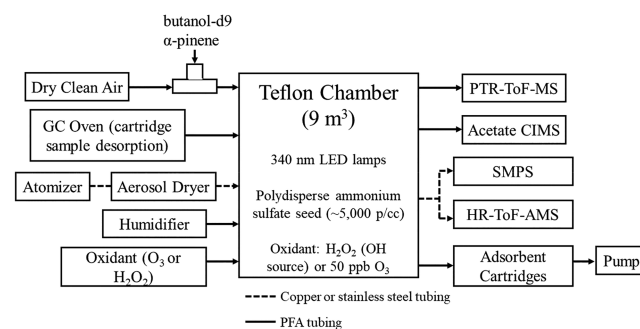 butanol-d9
α-pinene
Dry Clean Air
GC Oven (cartridge
sample desorption)
Atomizer
Aerosol Dryer
Humidifier
Oxidant (O₃ or
H₂O₂)
Teflon Chamber
(9 m³)
340 nm LED lamps
Polydisperse ammonium
sulfate seed (~5,000 p/cc)
Oxidant: H₂O₂ (OH
source) or 50 ppb O₃
PTR-ToF-MS
Acetate CIMS
SMPS
HR-ToF-AMS
Adsorbent
Cartridges
Pump
Copper or stainless steel tubing
PFA tubing